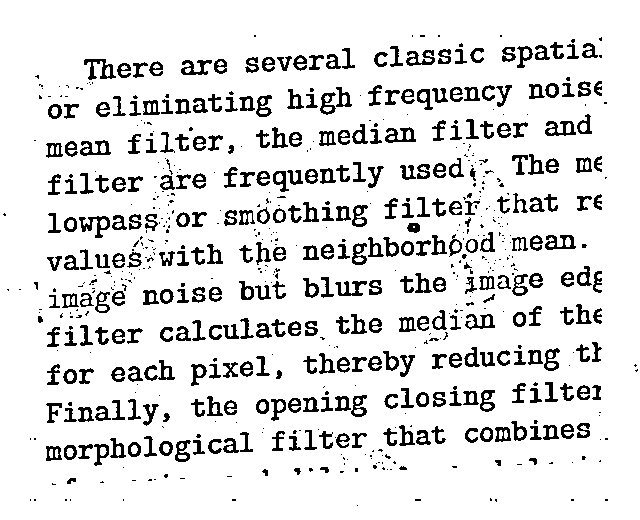 There are several classic spatial
or eliminating high frequency noise
mean filter, the median filter and
filter are frequently used. The me
lowpass or smoothing filter that re
values with the neighborhood mean.
image noise but blurs the image edg
filter calculates the median of the
for each pixel, thereby reducing th
Finally, the opening closing filter
morphological filter that combines